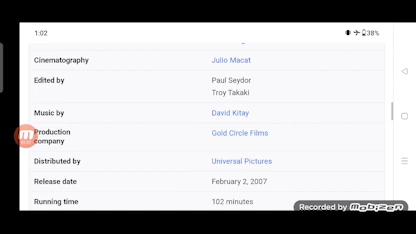 1:02
38%
Cinematography
Julio Macat
Edited by
Paul Seydor
Troy Takaki
Music by
David Kitay
Production
company
Gold Circle Films
Distributed by
Universal Pictures
Release date
February 2, 2007
Running time
102 minutes
Recorded by Mobizen